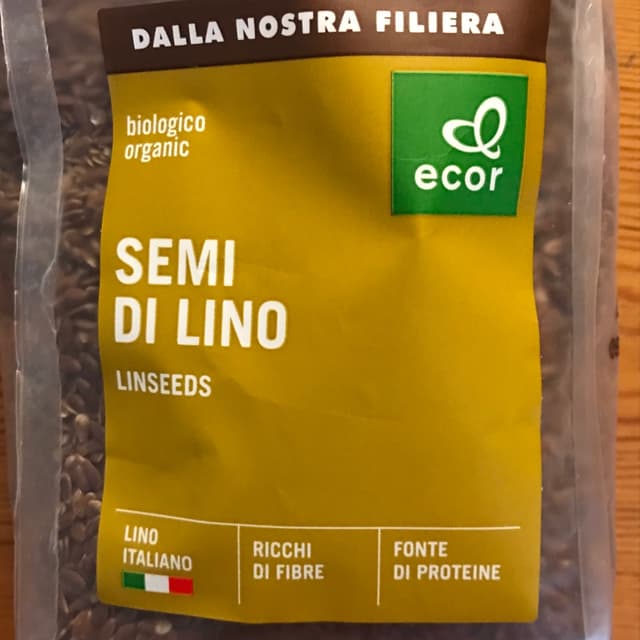 DALLA NOSTRA FILIERA
biologico
organic
ecor
SEMI
DI LINO
LINSEEDS
LINO
ITALIANO
RICCHI
DI FIBRE
FONTE
DI PROTEINE